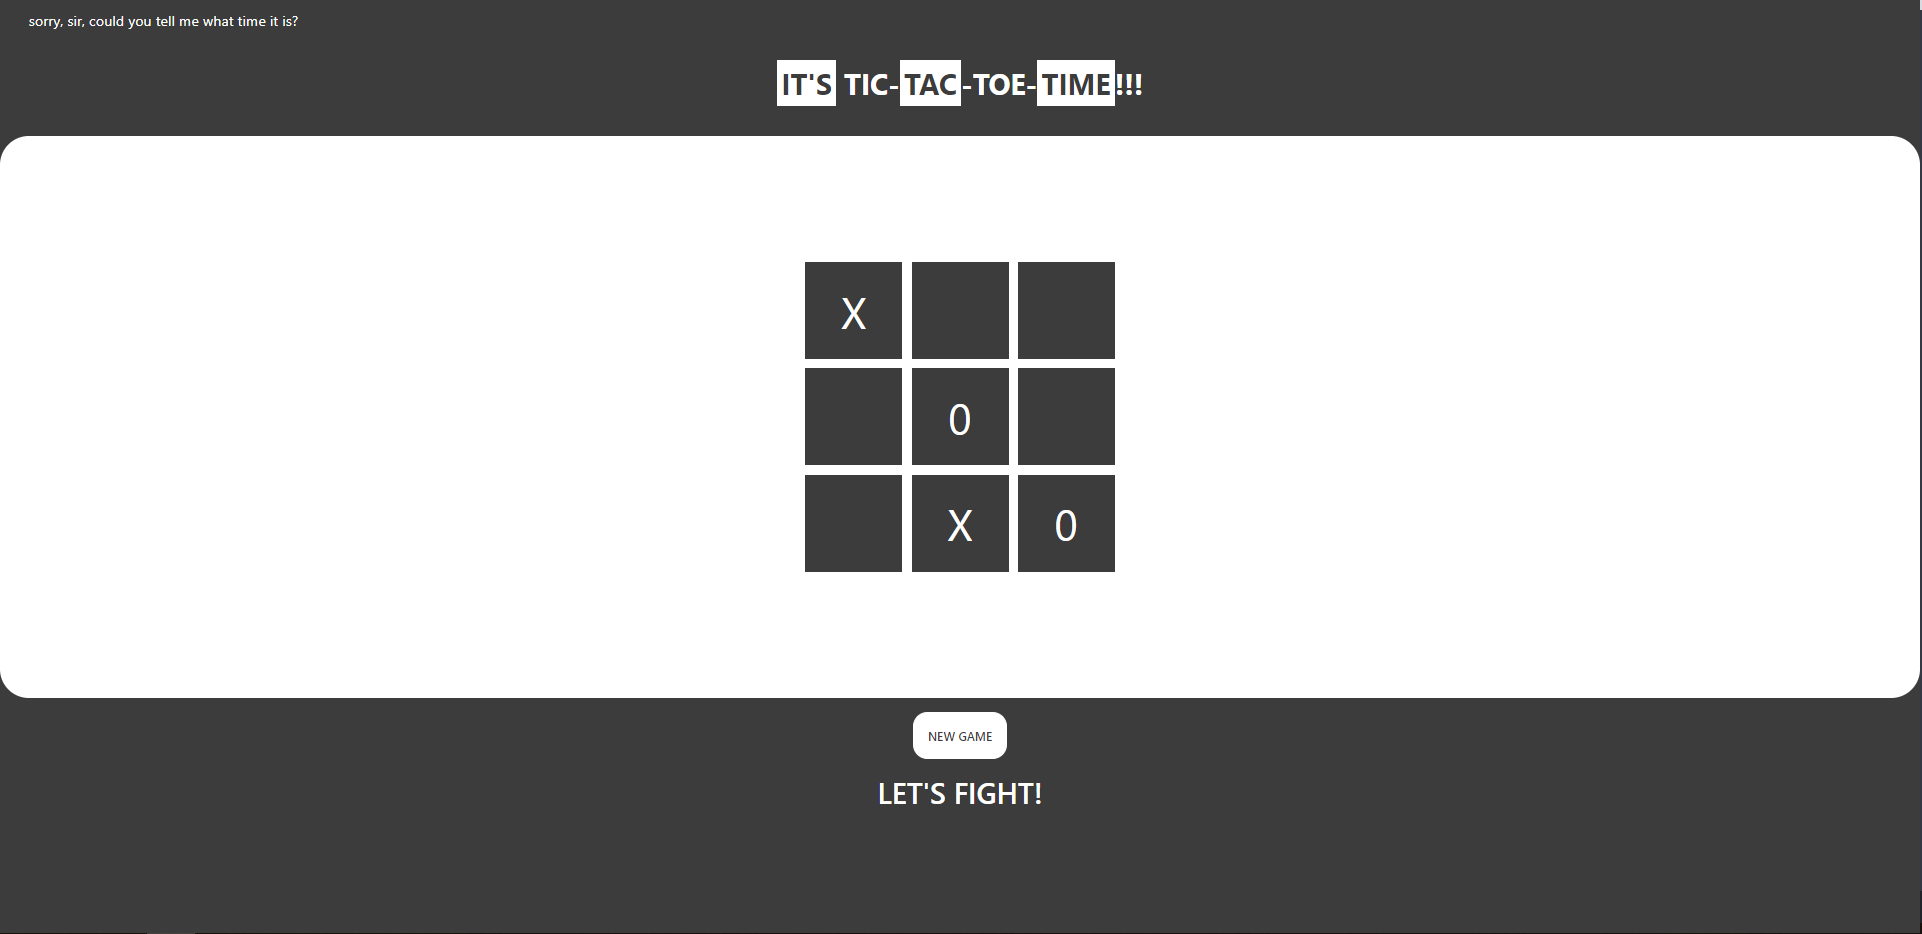 sorry, sir, could you tell me what time it is?
IT'S TIC-TAC-TOE-TIME!!!
X
0
X 0
NEW GAME
LET'S FIGHT!